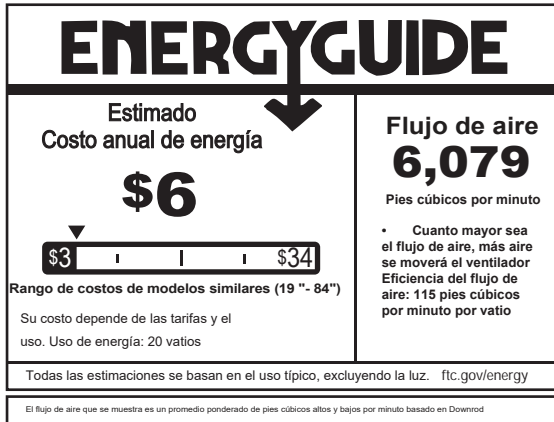 ENERGYGUIDE
Estimado
Costo anual de energía
$6
$3
$34
Rango de costos de modelos similares (19 "- 84")
Su costo depende de las tarifas y el
uso. Uso de energía: 20 vatios
Flujo de aire
6,079
Pies cúbicos por minuto
• Cuanto mayor sea
el flujo de aire, más aire
se moverá el ventilador
Eficiencia del flujo de
aire: 115 pies cúbicos
por minuto por vatio
Todas las estimaciones se basan en el uso típico, excluyendo la luz. ftc.gov/energy
El flujo de aire que se muestra es un promedio ponderado de pies cúbicos altos y bajos por minuto basado en Downrod